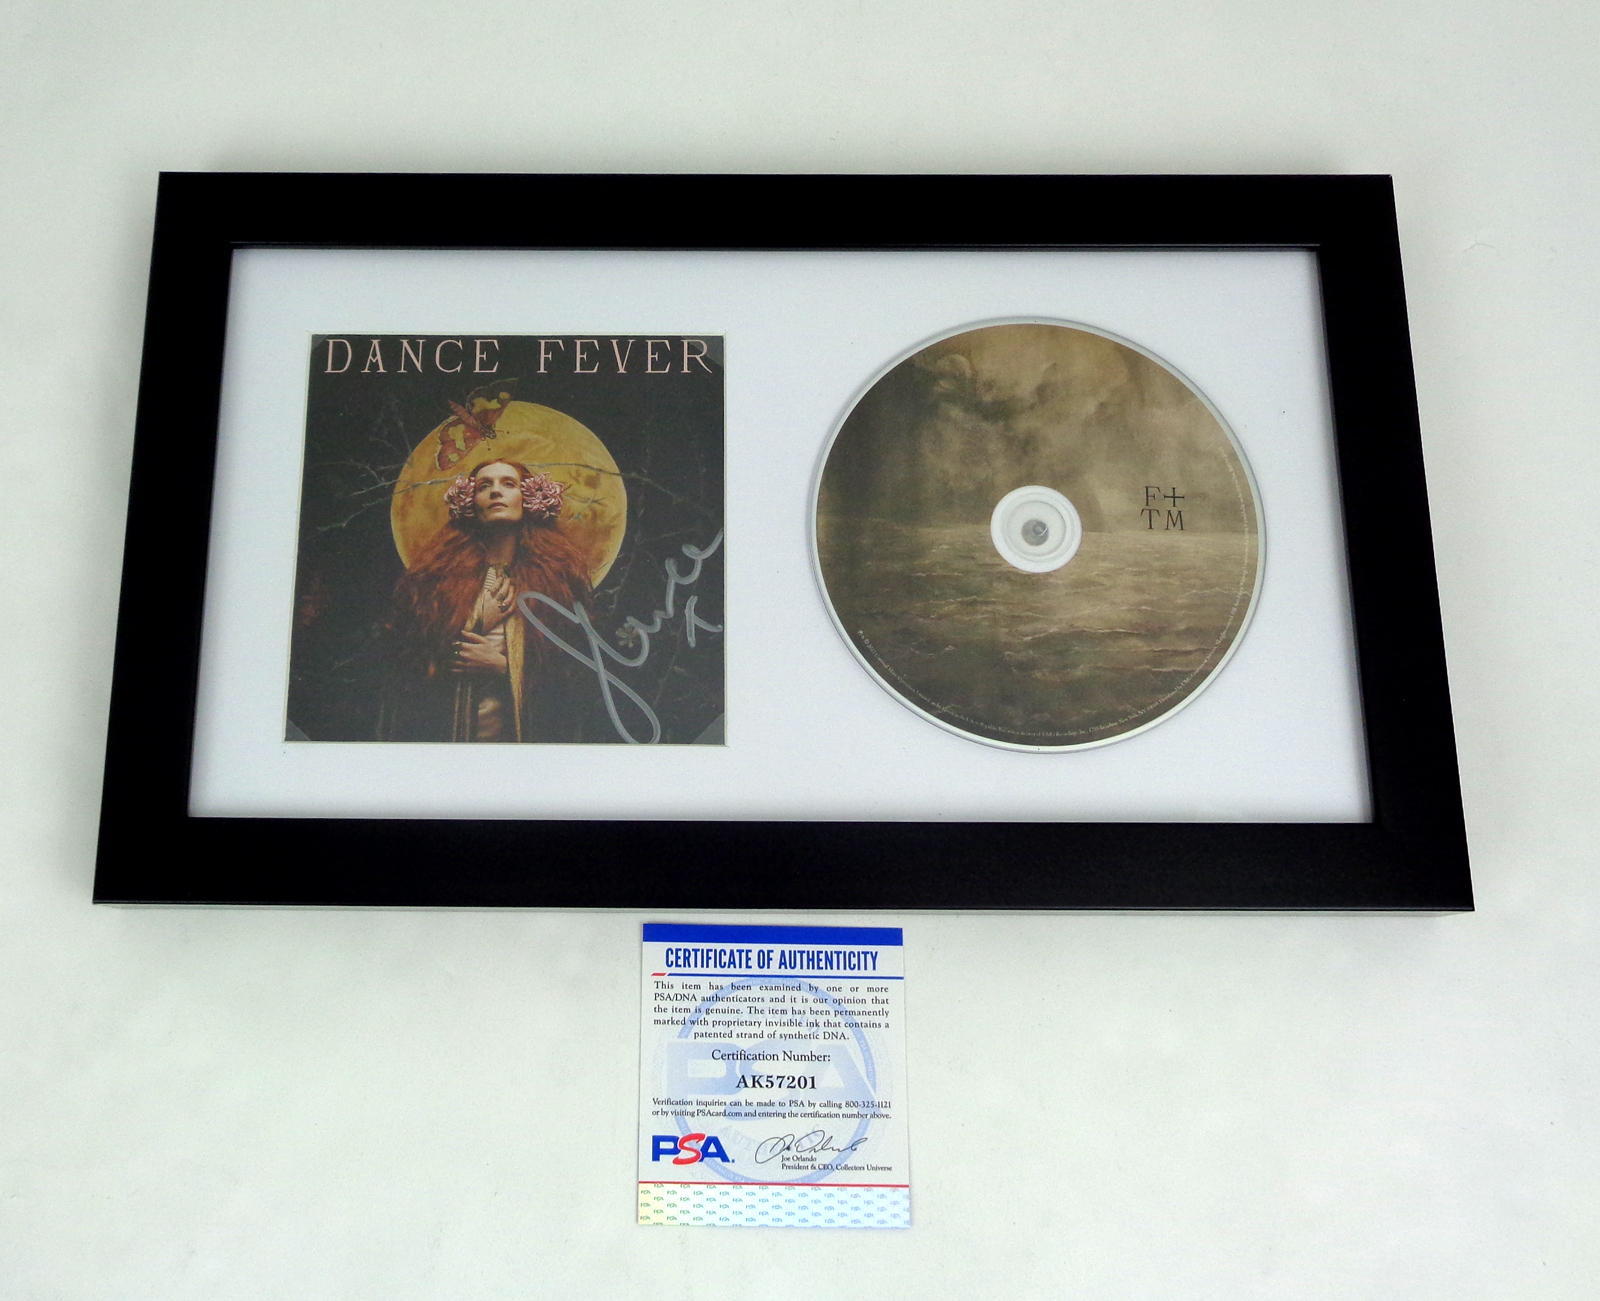 DANCE FEVER
Florence
x
F+
TM
CERTIFICATE OF AUTHENTICITY
This item has been examined by one or more
PSA/DNA authenticators and it is our opinion that
the item is genuine. The item has been permanently
marked with proprietary invisible ink that contains a
patented strand of synthetic DNA.
Certification Number:
AK57201
Verification inquiries can be made to PSA by calling 800-325-1121
or by visiting PSAcard.com and entering the certification number above.
PSA.
Joe Orlando
President & CEO, Collectors Universe